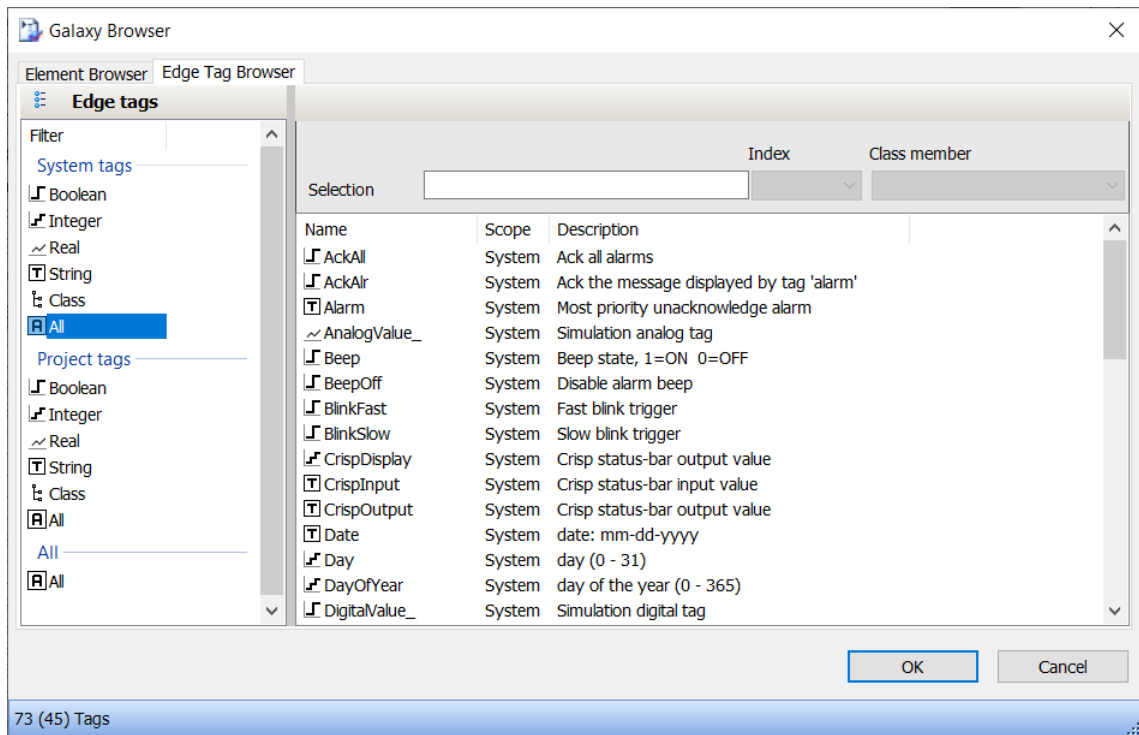 Galaxy Browser
Element Browser Edge Tag Browser
Edge tags
Filter
System tags
Boolean
Integer
Real
String
Class
All
Project tags
Boolean
Integer
Real
String
Class
All
All
All
Index Class member
Selection
Name Scope Description
AckAll System Ack all alarms
AckAlr System Ack the message displayed by tag 'alarm'
Alarm System Most priority unacknowledge alarm
AnalogValue_ System Simulation analog tag
Beep System Beep state, 1=ON 0=OFF
BeepOff System Disable alarm beep
BlinkFast System Fast blink trigger
BlinkSlow System Slow blink trigger
CrispDisplay System Crisp status-bar output value
CrispInput System Crisp status-bar input value
CrispOutput System Crisp status-bar output value
Date System date: mm-dd-yyyy
Day System day (0 - 31)
DayOfYear System day of the year (0 - 365)
DigitalValue_ System Simulation digital tag
OK Cancel
73 (45) Tags